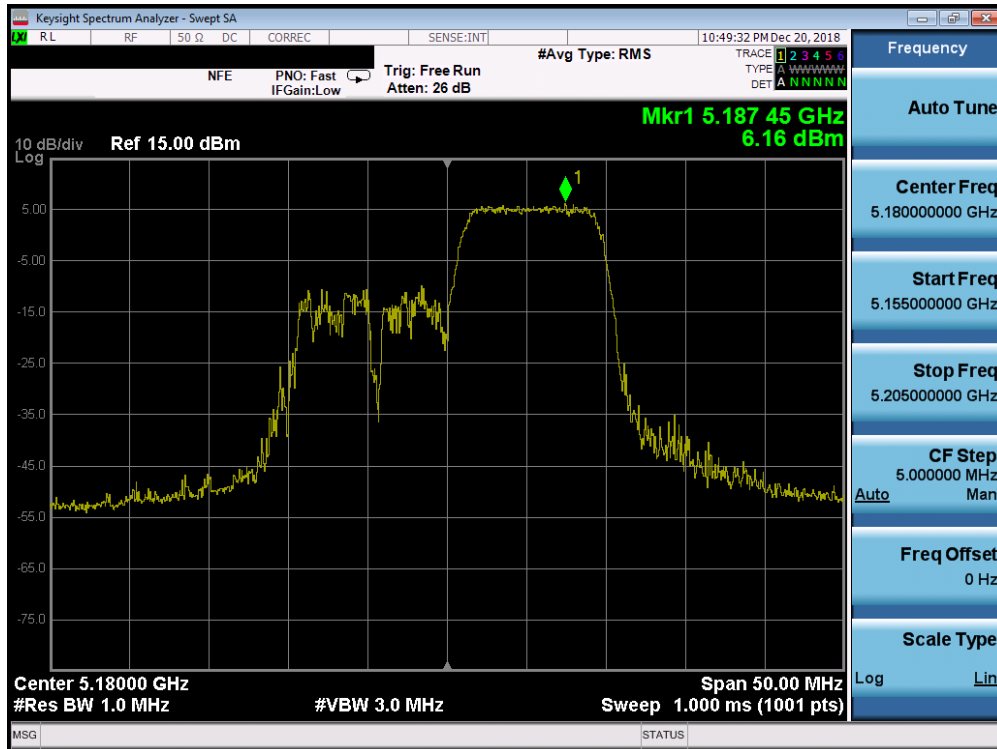 Keysight Spectrum Analyzer - Swept SA
LXI RL RF 50 Ω DC CORREC SENSE:INT 10:49:32 PM Dec 20, 2018
#Avg Type: RMS TRACE 1 2 3 4 5 6
NFE PNO: Fast Trig: Free Run TYPE A WWWWW
IFGain:Low Atten: 26 dB DET A N N N N N
Mkr1 5.187 45 GHz
6.16 dBm
10 dB/div Ref 15.00 dBm
Log
1
5.00
-5.00
-15.0
-25.0
-35.0
-45.0
-55.0
-65.0
-75.0
Center 5.18000 GHz Span 50.00 MHz
#Res BW 1.0 MHz #VBW 3.0 MHz Sweep 1.000 ms (1001 pts)
MSG STATUS
Frequency
Auto Tune
Center Freq
5.180000000 GHz
Start Freq
5.155000000 GHz
Stop Freq
5.205000000 GHz
CF Step
5.000000 MHz
Auto Man
Freq Offset
0 Hz
Scale Type
Log Lin